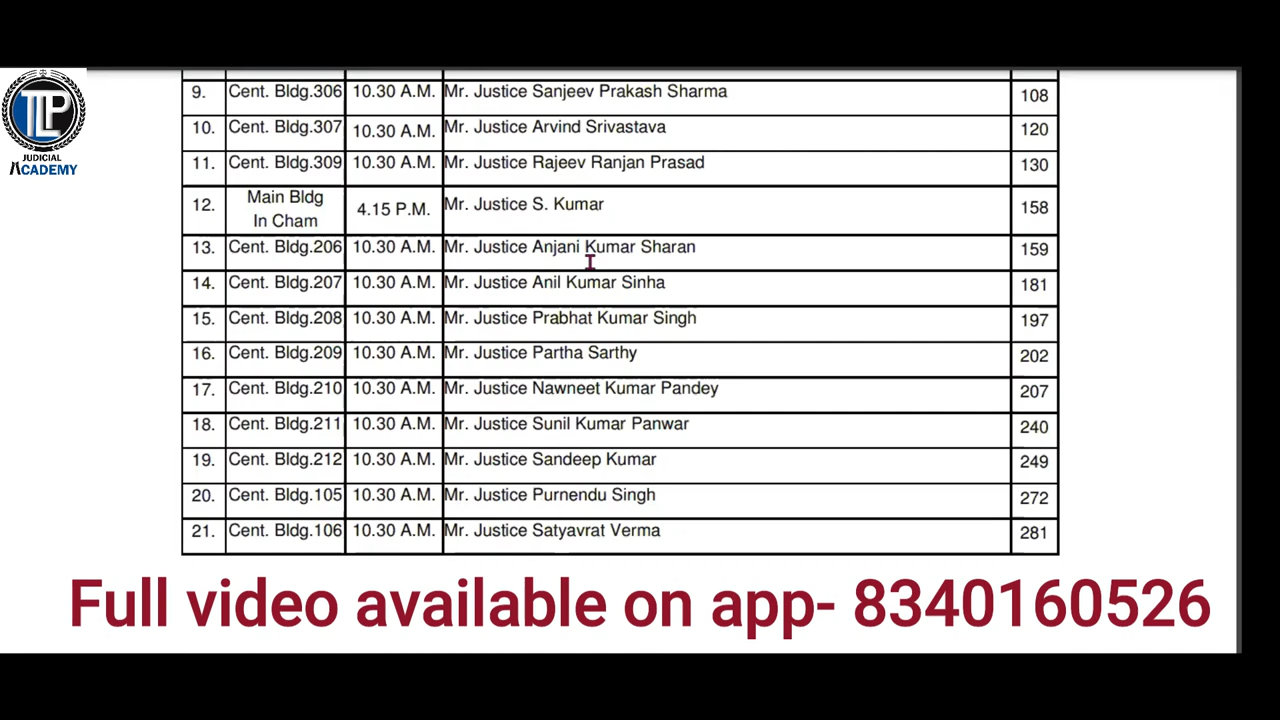 TLP
JUDICIAL
ACADEMY
9. Cent. Bldg.306 10.30 A.M. Mr. Justice Sanjeev Prakash Sharma 108
10. Cent. Bldg.307 10.30 A.M. Mr. Justice Arvind Srivastava 120
11. Cent. Bldg.309 10.30 A.M. Mr. Justice Rajeev Ranjan Prasad 130
12. Main Bldg In Cham 4.15 P.M. Mr. Justice S. Kumar 158
13. Cent. Bldg.206 10.30 A.M. Mr. Justice Anjani Kumar Sharan 159
14. Cent. Bldg.207 10.30 A.M. Mr. Justice Anil Kumar Sinha 181
15. Cent. Bldg.208 10.30 A.M. Mr. Justice Prabhat Kumar Singh 197
16. Cent. Bldg.209 10.30 A.M. Mr. Justice Partha Sarthy 202
17. Cent. Bldg.210 10.30 A.M. Mr. Justice Nawneet Kumar Pandey 207
18. Cent. Bldg.211 10.30 A.M. Mr. Justice Sunil Kumar Panwar 240
19. Cent. Bldg.212 10.30 A.M. Mr. Justice Sandeep Kumar 249
20. Cent. Bldg.105 10.30 A.M. Mr. Justice Purnendu Singh 272
21. Cent. Bldg.106 10.30 A.M. Mr. Justice Satyavrat Verma 281
Full video available on app- 8340160526